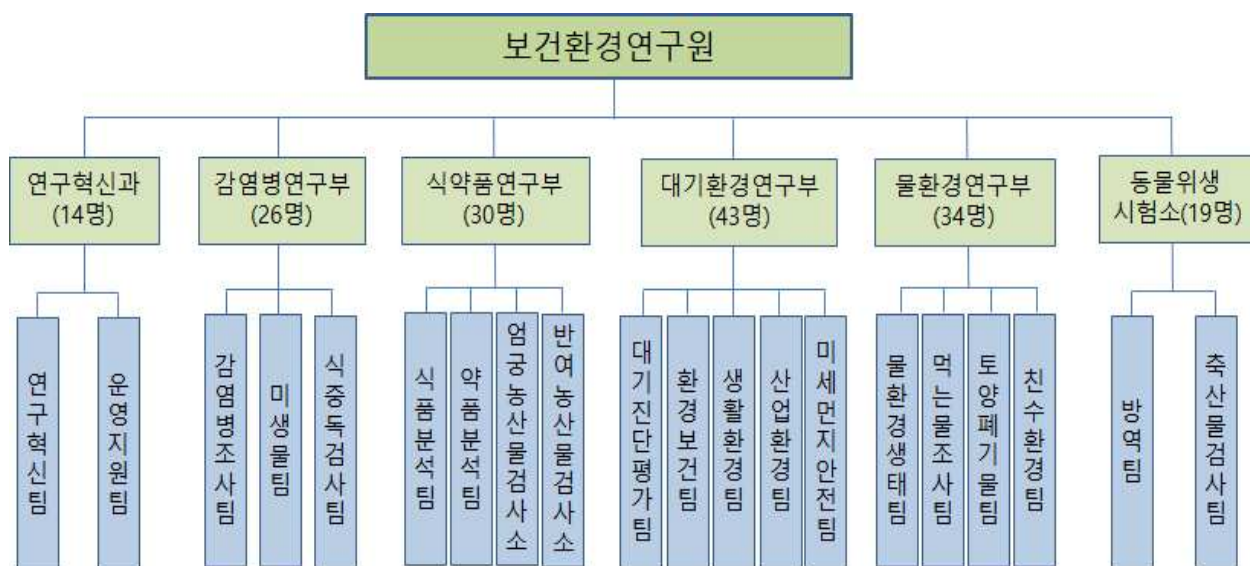 보건환경연구원
연구혁신과
(14명)
감염병연구부
(26명)
식약품연구부
(30명)
대기환경연구부
(43명)
물환경연구부
(34명)
동물위생
시험소(19명)
연구혁신팀
운영지원팀
감염병조사팀
미생물팀
식중독검사팀
식품분석팀
약품분석팀
엄궁농산물검사소
반여농산물검사소
대기진단평가팀
환경보건팀
생활환경팀
산업환경팀
미세먼지안전팀
물환경생태팀
먹는물조사팀
토양폐기물팀
친수환경팀
방역팀
축산물검사팀